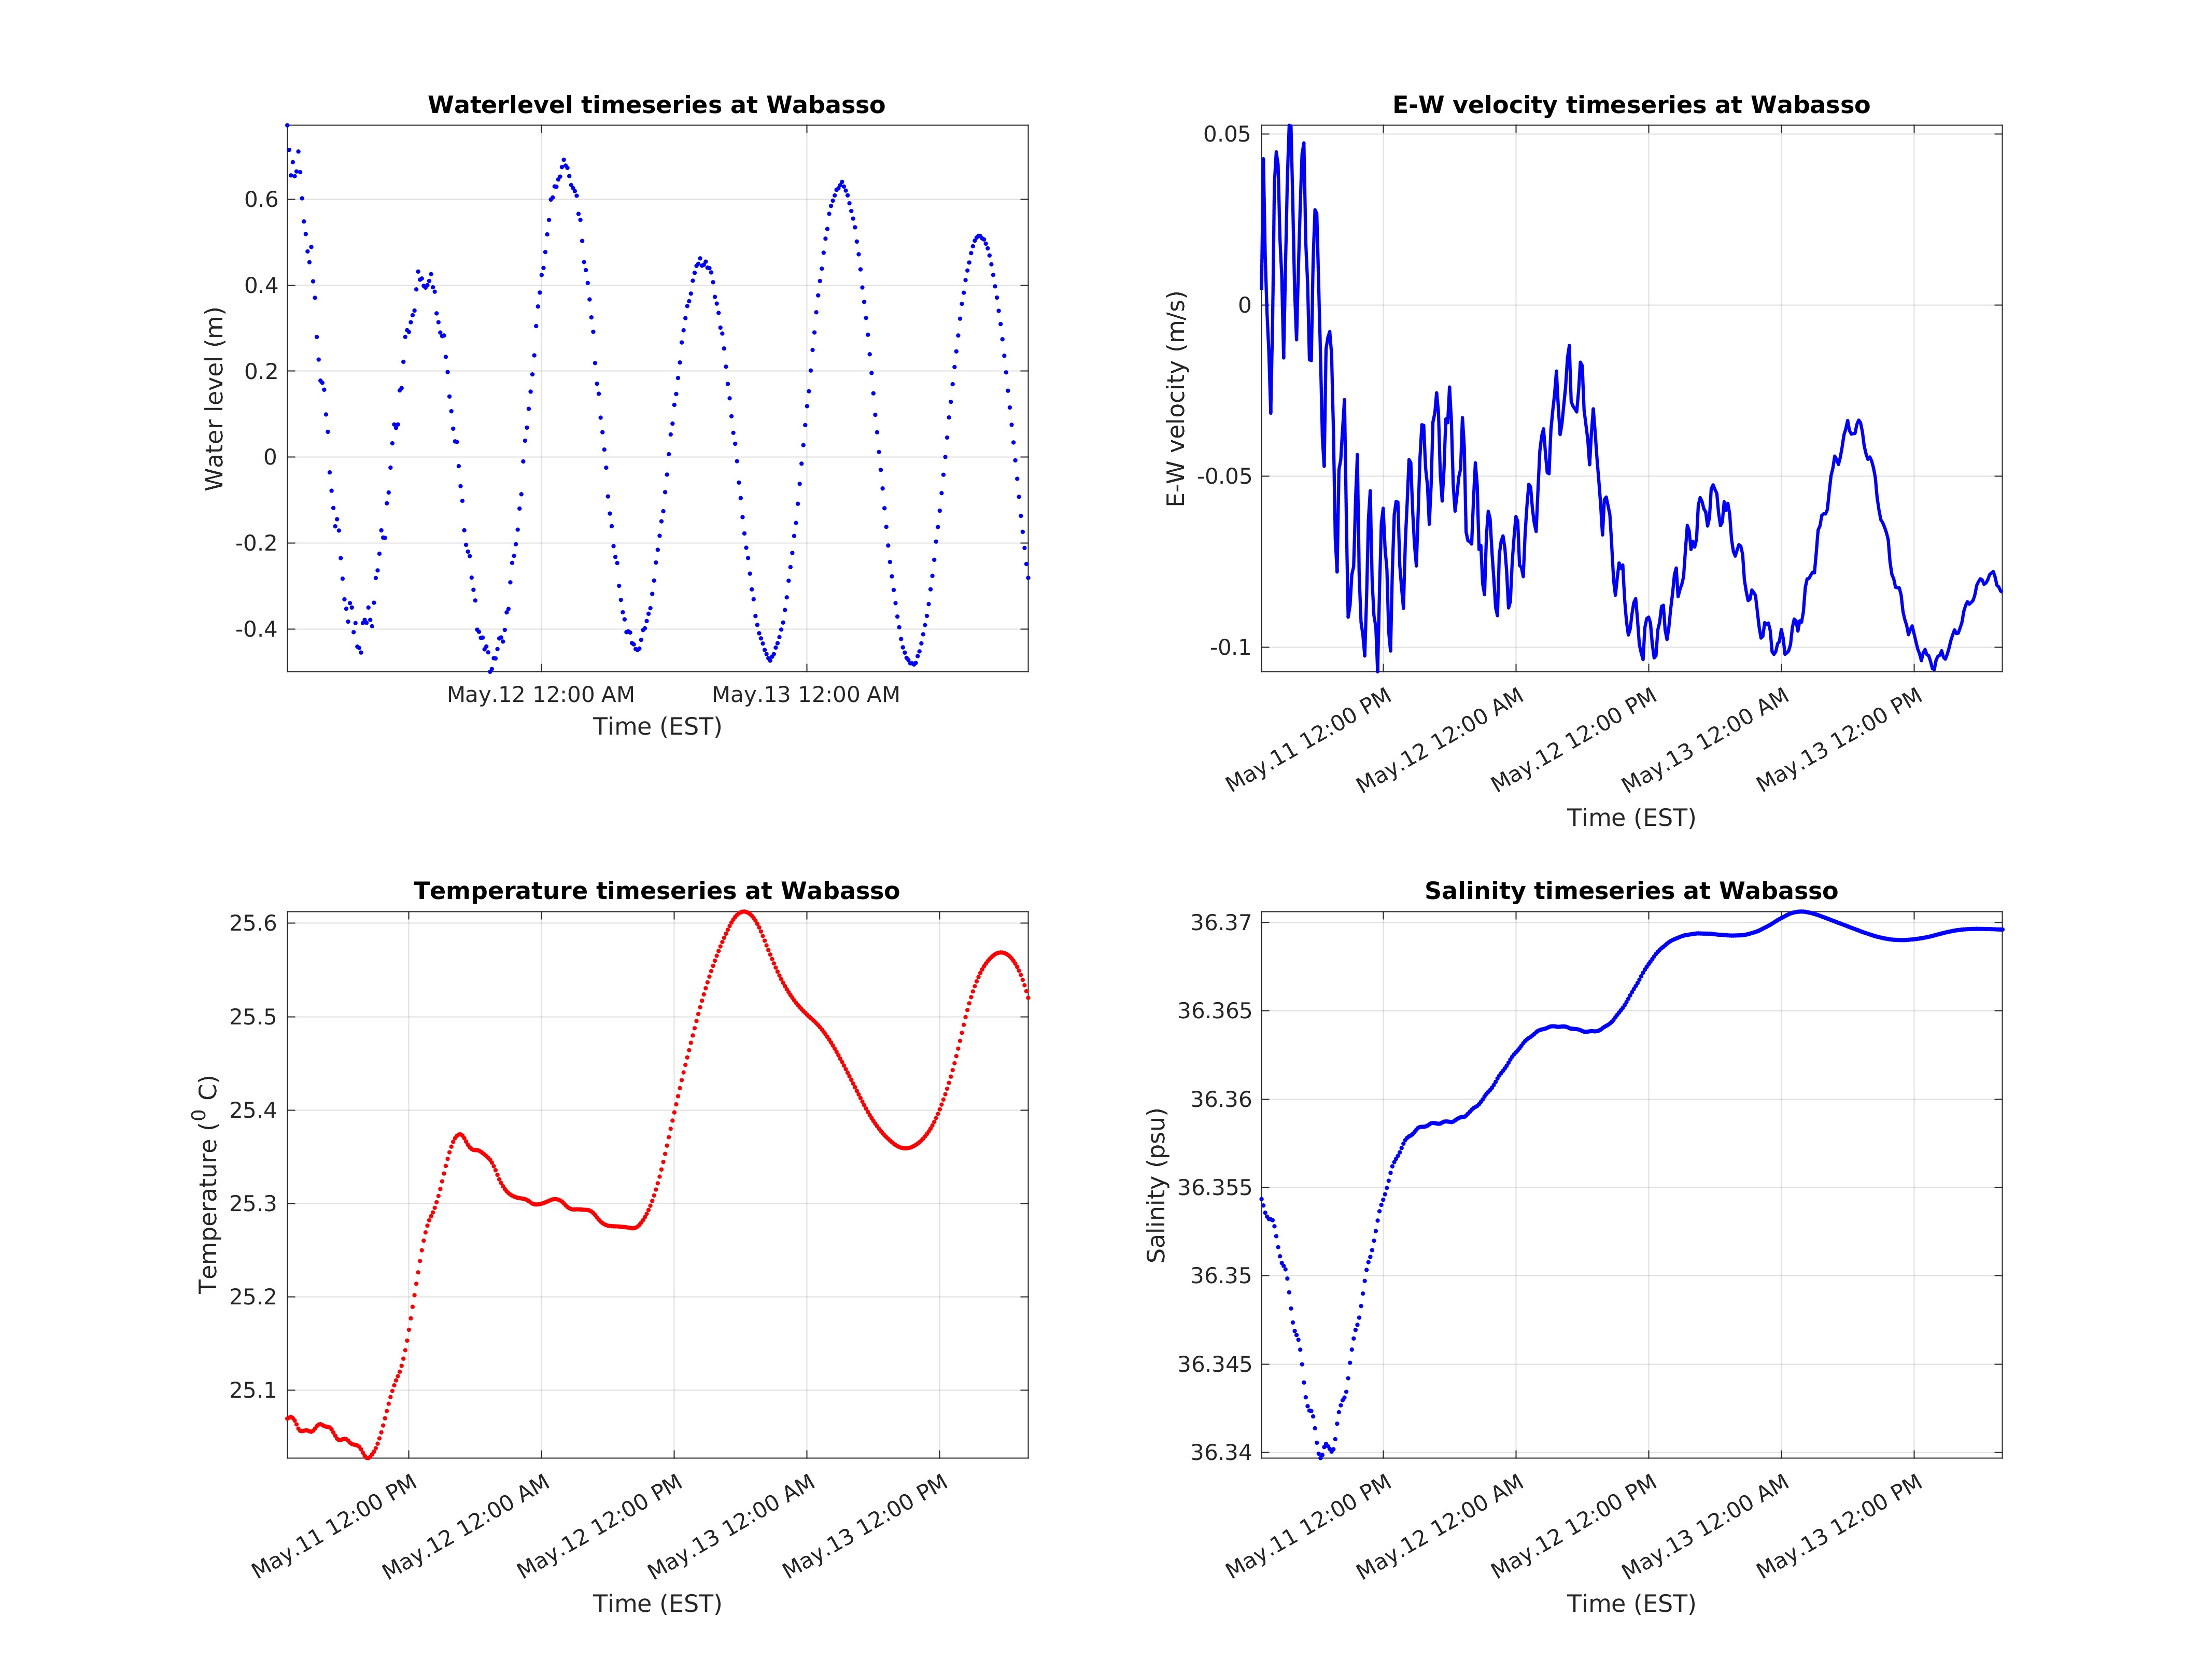 Waterlevel timeseries at Wabasso
0.6
0.4
0.2
0
-0.2
-0.4
Water level (m)
May.12 12:00 AM
May.13 12:00 AM
Time (EST)
E-W velocity timeseries at Wabasso
0.05
0
-0.05
-0.1
E-W velocity (m/s)
May.11 12:00 PM
May.12 12:00 AM
May.12 12:00 PM
May.13 12:00 AM
May.13 12:00 PM
Time (EST)
Temperature timeseries at Wabasso
25.6
25.5
25.4
25.3
25.2
25.1
Temperature (⁰ C)
May.11 12:00 PM
May.12 12:00 AM
May.12 12:00 PM
May.13 12:00 AM
May.13 12:00 PM
Time (EST)
Salinity timeseries at Wabasso
36.37
36.365
36.36
36.355
36.35
36.345
36.34
Salinity (psu)
May.11 12:00 PM
May.12 12:00 AM
May.12 12:00 PM
May.13 12:00 AM
May.13 12:00 PM
Time (EST)